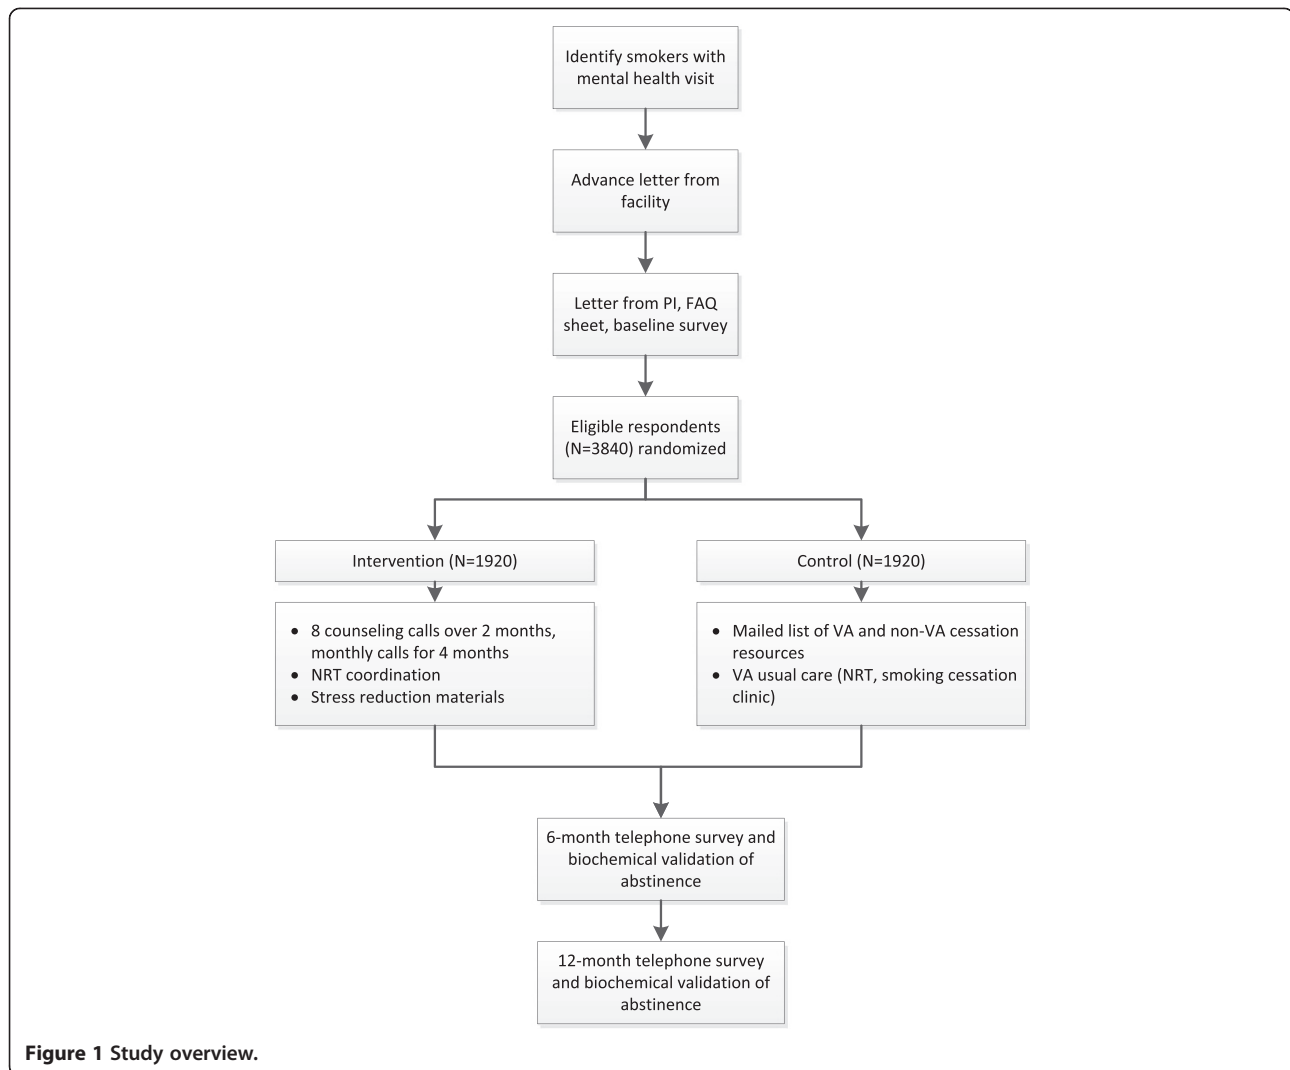 Identify smokers with
mental health visit
Advance letter from
facility
Letter from PI, FAQ
sheet, baseline survey
Eligible respondents
(N=3840) randomized
Intervention (N=1920)
Control (N=1920)
• 8 counseling calls over 2 months,
monthly calls for 4 months
• NRT coordination
• Stress reduction materials
• Mailed list of VA and non-VA cessation
resources
• VA usual care (NRT, smoking cessation
clinic)
6-month telephone survey and
biochemical validation of
abstinence
12-month telephone survey
and biochemical validation of
abstinence
Figure 1 Study overview.